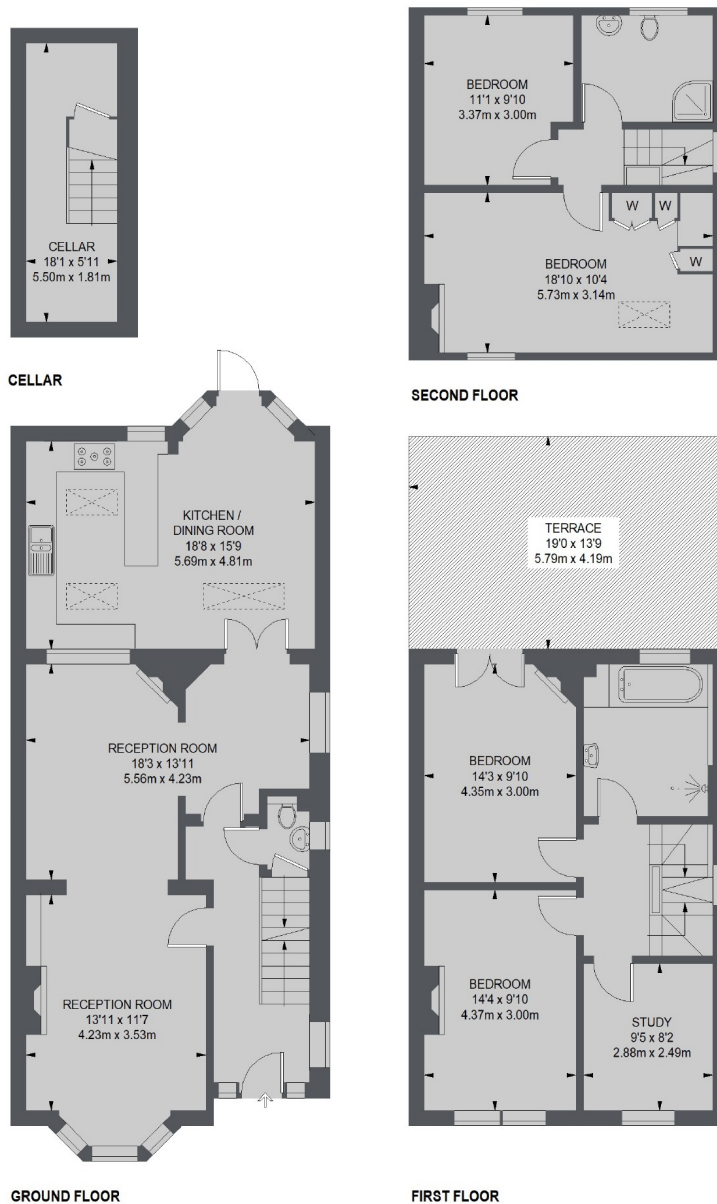 CELLAR
18'1 x 5'11
5.50m x 1.81m
CELLAR
BEDROOM
11'1 x 9'10
3.37m x 3.00m
W
W
W
BEDROOM
18'10 x 10'4
5.73m x 3.14m
SECOND FLOOR
KITCHEN /
DINING ROOM
18'8 x 15'9
5.69m x 4.81m
RECEPTION ROOM
18'3 x 13'11
5.56m x 4.23m
RECEPTION ROOM
13'11 x 11'7
4.23m x 3.53m
GROUND FLOOR
TERRACE
19'0 x 13'9
5.79m x 4.19m
BEDROOM
14'3 x 9'10
4.35m x 3.00m
BEDROOM
14'4 x 9'10
4.37m x 3.00m
STUDY
9'5 x 8'2
2.88m x 2.49m
FIRST FLOOR